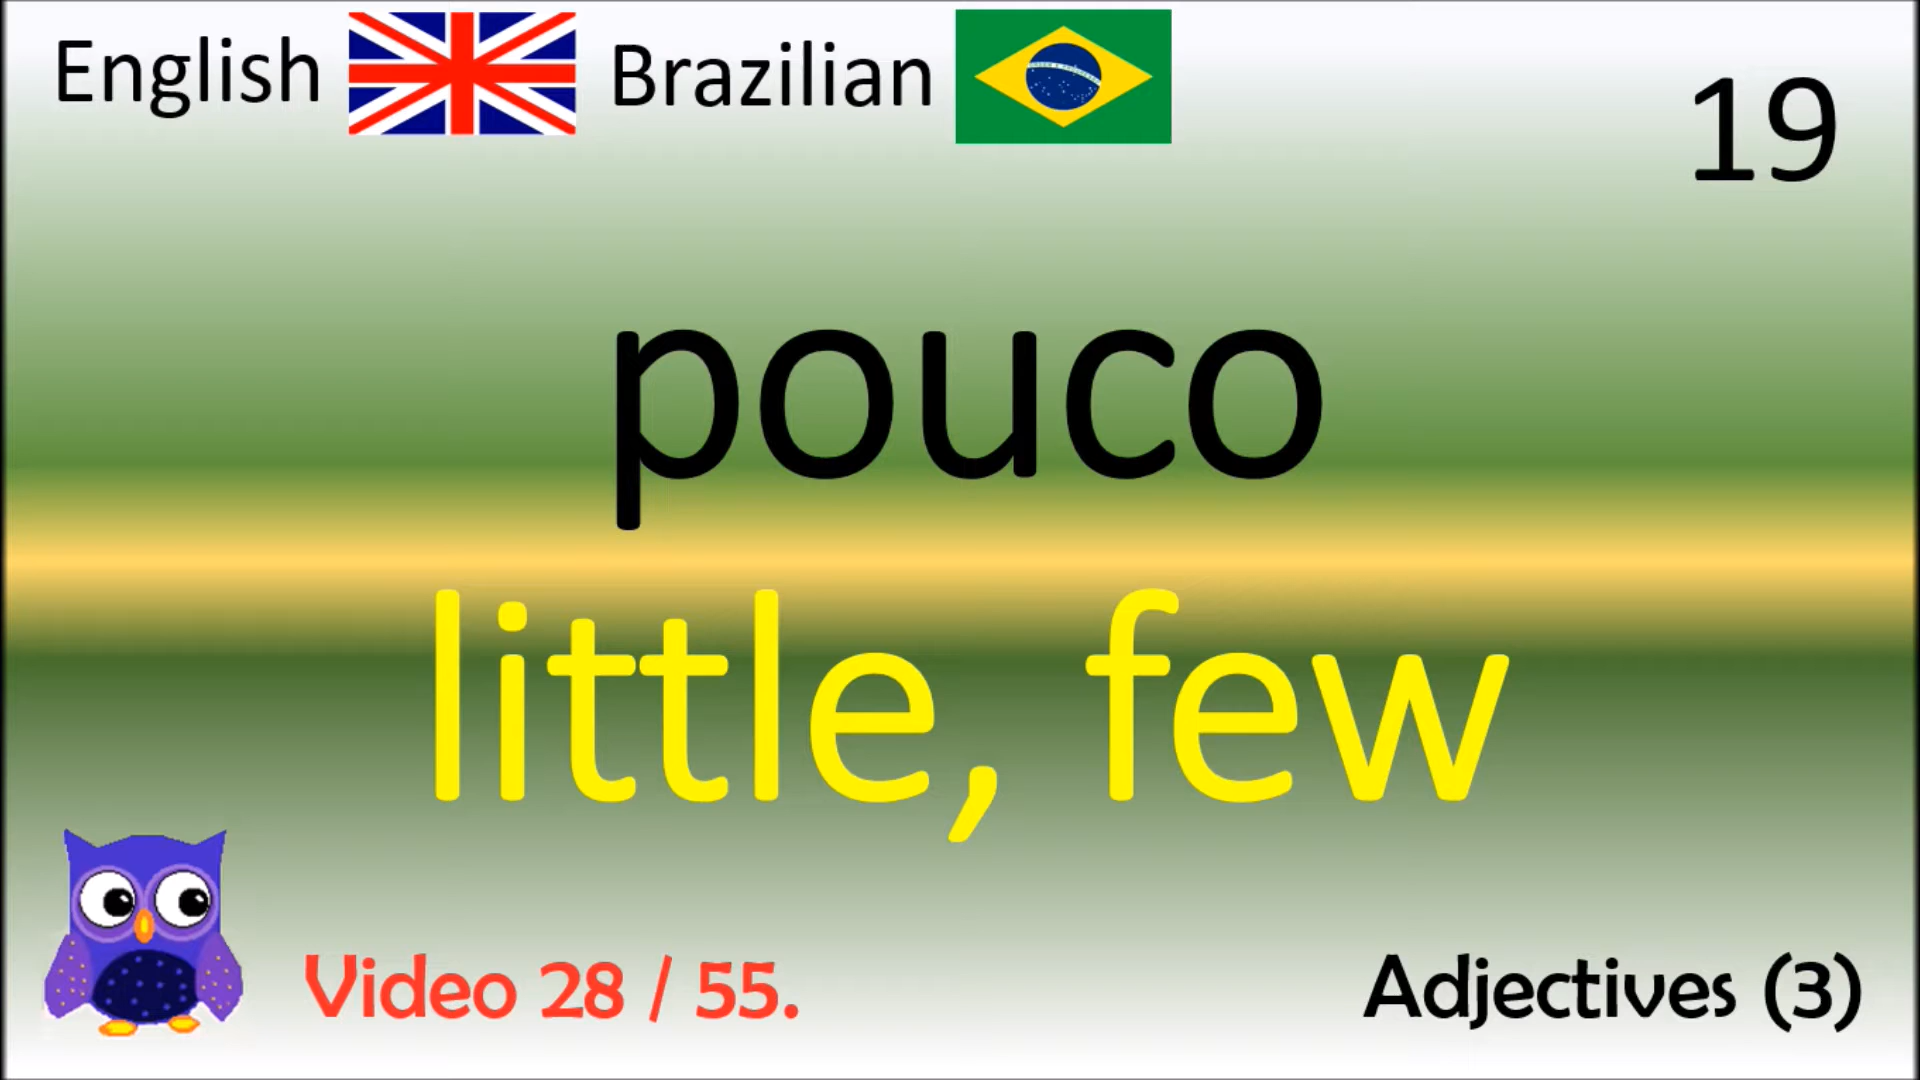 English Brazilian
19
pouco
little, few
Video 28 / 55.
Adjectives (3)